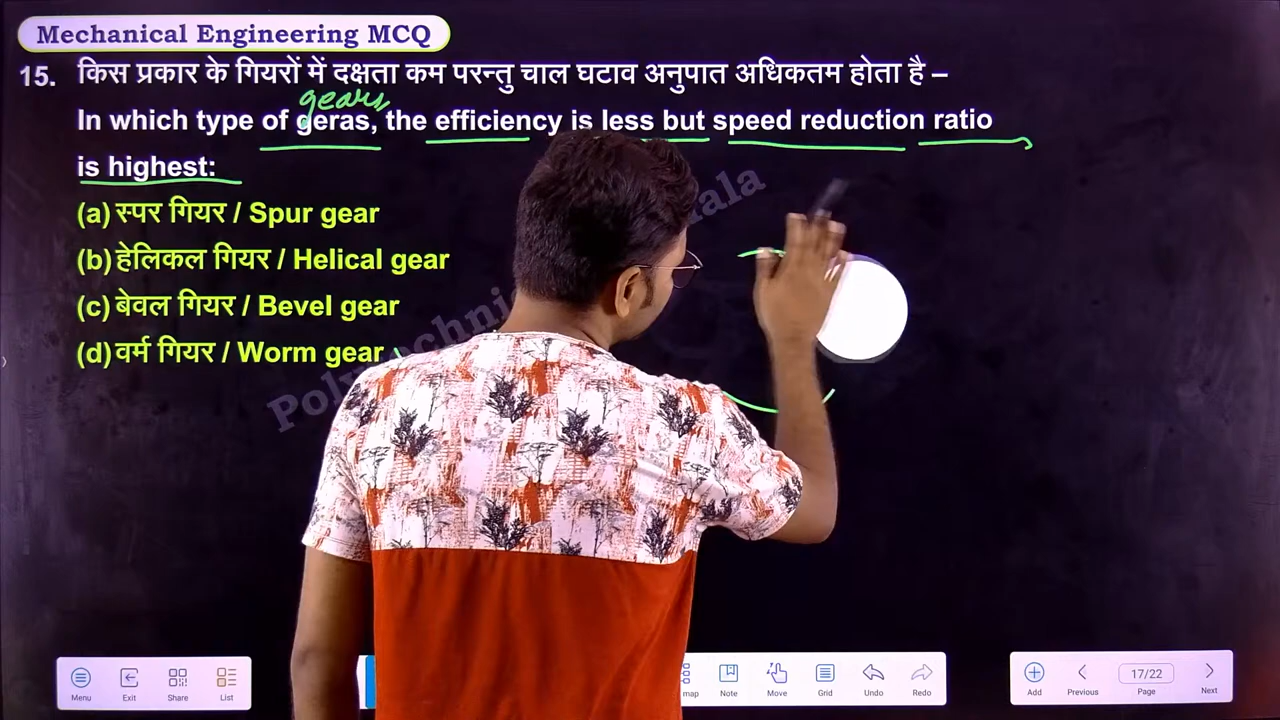 Mechanical Engineering MCQ
15. किस प्रकार के गियरों में दक्षता कम परन्तु चाल घटाव अनुपात अधिकतम होता है –
gears
In which type of geras, the efficiency is less but speed reduction ratio
is highest:
(a) स्पर गियर / Spur gear
(b) हेलिकल गियर / Helical gear
(c) बेवल गियर / Bevel gear
(d) वर्म गियर / Worm gear
Menu Exit Share List map Note Move Grid Undo Redo Add Previous 17/22 Page Next